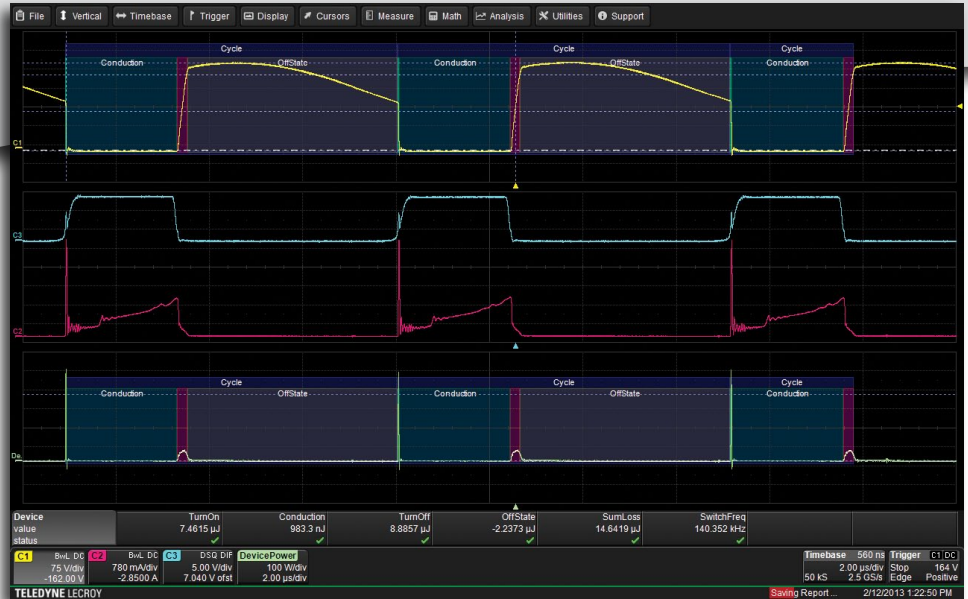 File Vertical Timebase Trigger Display Cursors Measure Math Analysis Utilities Support
Cycle Cycle Cycle
Conduction OffState Conduction OffState Conduction
C1
C3
C2
Cycle Cycle Cycle
Conduction OffState Conduction OffState Conduction
De
Device TurnOn Conduction TurnOff OffState SumLoss SwitchFreq
value 7.4615 µJ 983.3 nJ 8.8857 µJ -2.2373 µJ 14.6419 µJ 140.352 kHz
status
C1 BwL DC C2 BwL DC C3 DSQ DIF DevicePower Timebase 560 ns Trigger C1 DC
75 V/div 780 mA/div 5.00 V/div 100 W/div 2.00 µs/div Stop 164 V
-162.00 V -2.8500 A 7.040 V ofst 2.00 µs/div 50 kS 2.5 GS/s Edge Positive
TELEDYNE LECROY Saving Report... 2/12/2013 1:22:50 PM